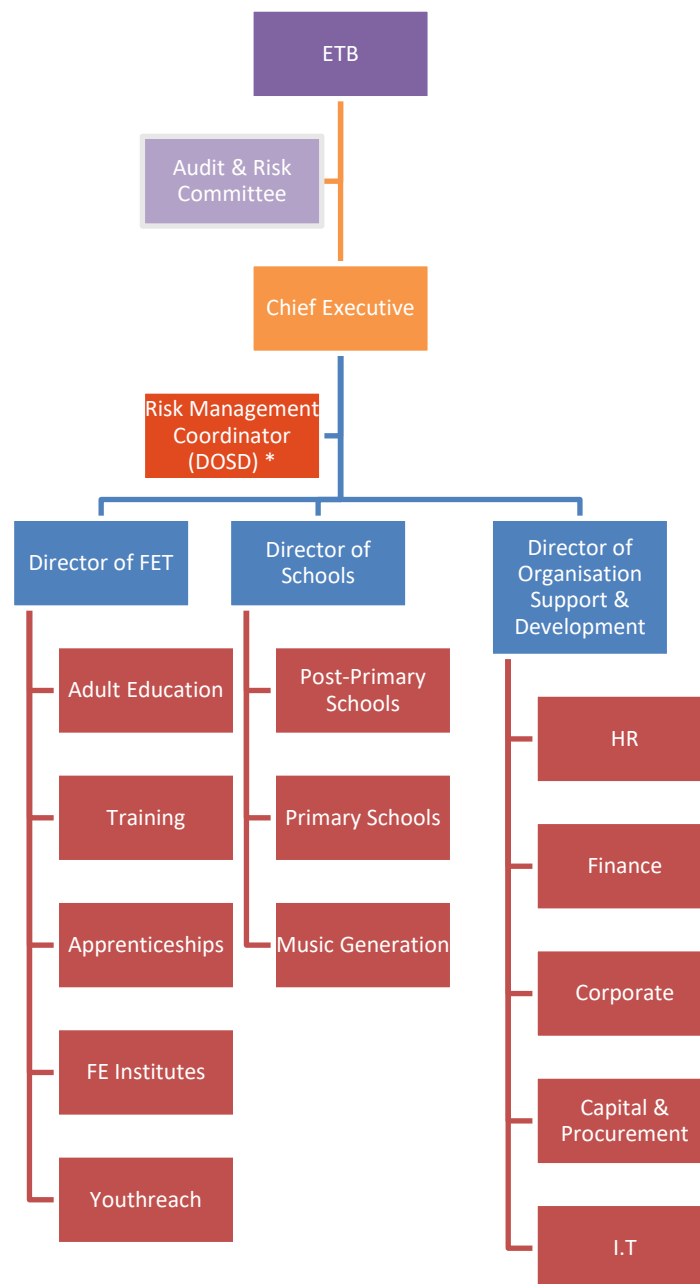 ETB
Audit & Risk
Committee
Chief Executive
Risk Management
Coordinator
(DOSD) *
Director of FET
Adult Education
Training
Apprenticeships
FE Institutes
Youthreach
Director of
Schools
Post-Primary
Schools
Primary Schools
Music Generation
Director of
Organisation
Support &
Development
HR
Finance
Corporate
Capital &
Procurement
I.T